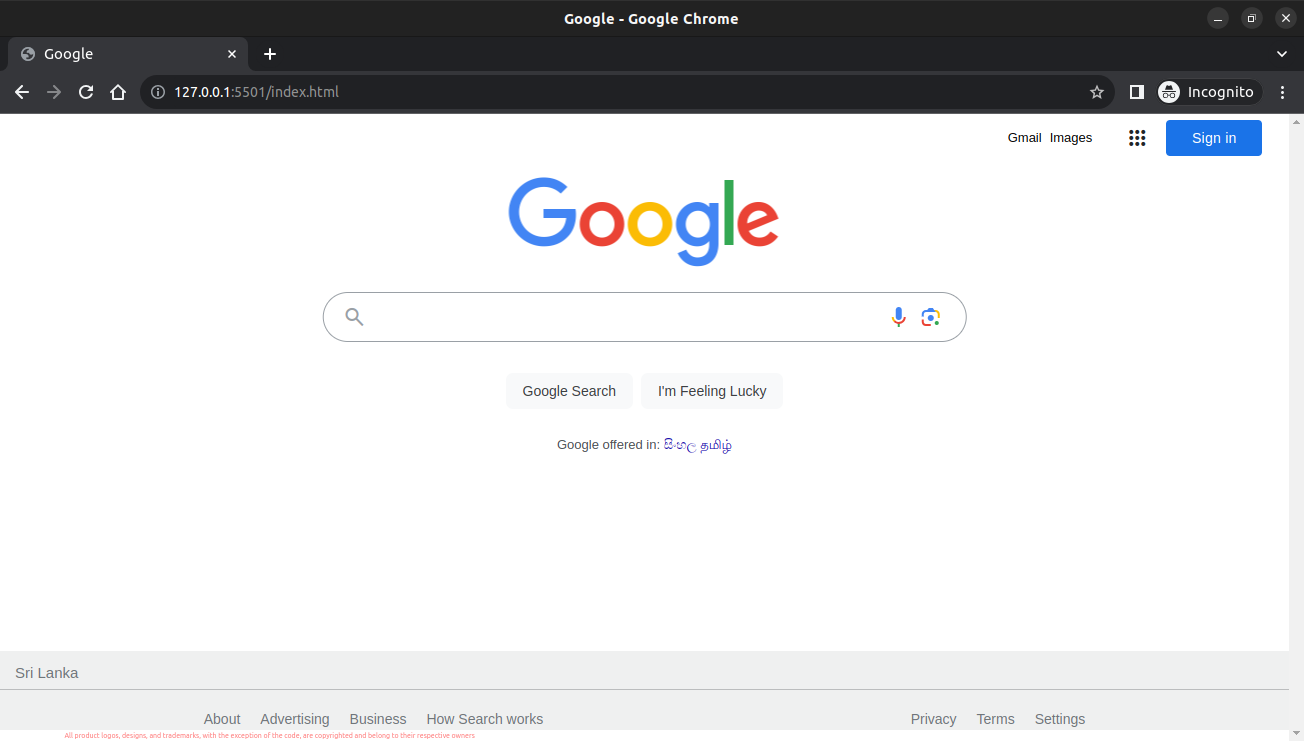 Google - Google Chrome
Google
127.0.0.1:5501/index.html
Incognito
Gmail Images
Sign in
Google
Google Search
I'm Feeling Lucky
Google offered in: සිංහල தமிழ்
Sri Lanka
About Advertising Business How Search works Privacy Terms Settings
All product logos, designs, and trademarks, with the exception of the code, are copyrighted and belong to their respective owners